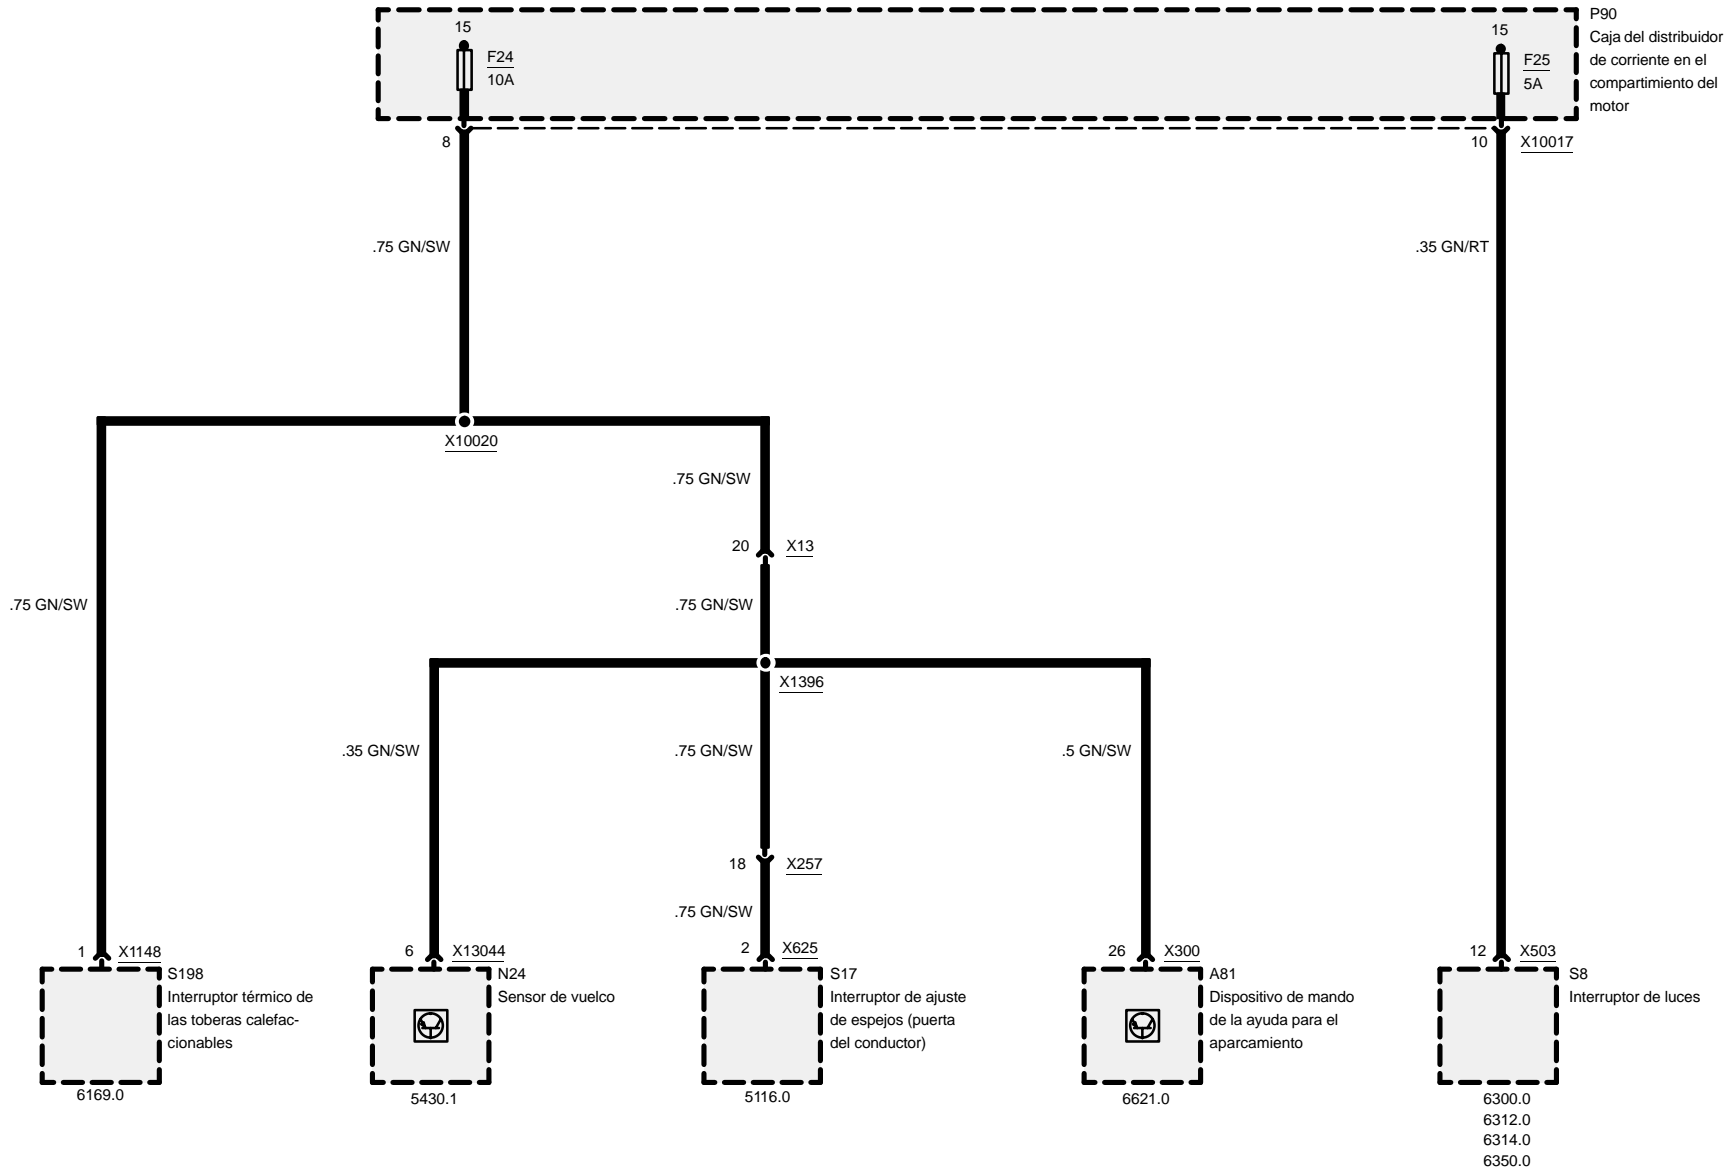 15
F24
10A
15
F25
5A
P90
Caja del distribuidor
de corriente en el
compartimiento del
motor
8
10
X10017
.75 GN/SW
.35 GN/RT
X10020
.75 GN/SW
20
X13
.75 GN/SW
.75 GN/SW
X1396
.35 GN/SW
.75 GN/SW
.5 GN/SW
18
X257
.75 GN/SW
1
X1148
S198
Interruptor térmico de
las toberas calefac-
cionables
6169.0
6
X13044
N24
Sensor de vuelco
5430.1
2
X625
S17
Interruptor de ajuste
de espejos (puerta
del conductor)
5116.0
26
X300
A81
Dispositivo de mando
de la ayuda para el
aparcamiento
6621.0
12
X503
S8
Interruptor de luces
6300.0
6312.0
6314.0
6350.0